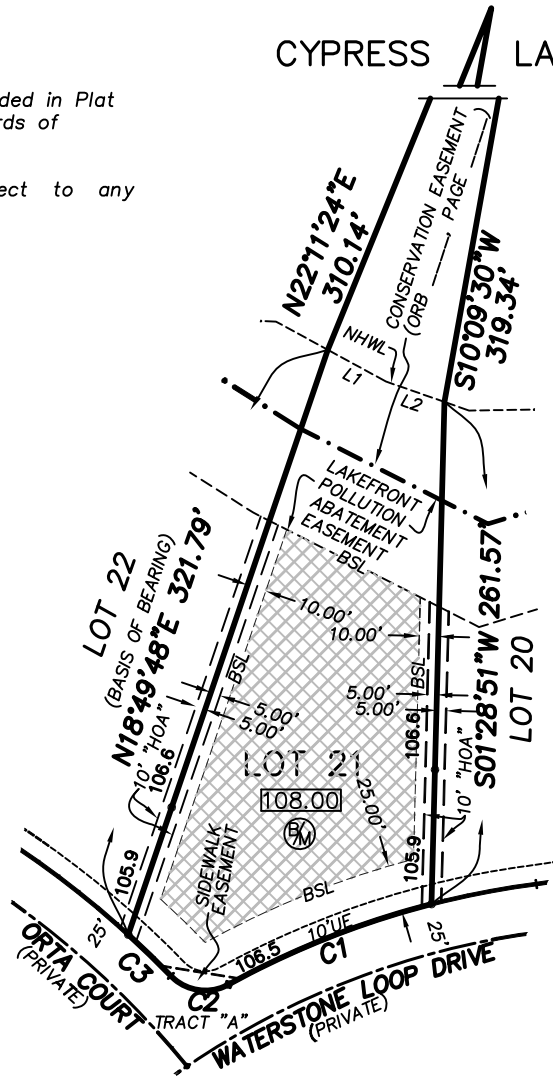 CYPRESS LA
ded in Plat
rds of
ect to any
CONSERVATION EASEMENT
(ORB PAGE
N22°11'24"E
310.14'
S10°09'30"W
319.34'
NHWL
L1
L2
LAKEFRONT
POLLUTION
ABATEMENT
EASEMENT
BSL
LOT 22
(BASIS OF BEARING)
N18°49'48"E 321.79'
10.00'
10.00'
S01°28'51"W 261.57'
LOT 20
BSL
BSL
5.00'
5.00'
5.00'
5.00'
106.6
106.6
10' "HOA"
10' "HOA"
LOT 21
108.00
B/M
25.00'
105.9
105.9
SIDEWALK
EASEMENT
BSL
10'UE
106.5
C1
C2
C3
25'
25'
ORTA COURT
(PRIVATE)
TRACT "A"
WATERSTONE LOOP DRIVE
(PRIVATE)